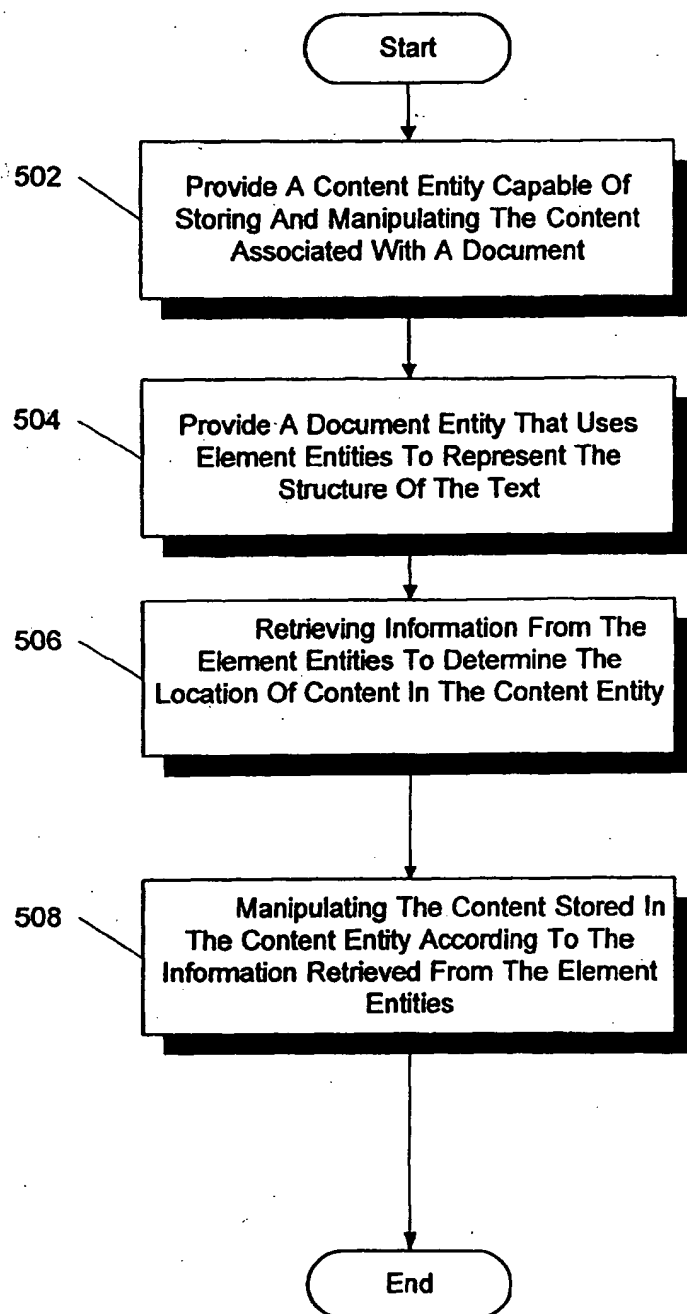 Start
502
Provide A Content Entity Capable Of
Storing And Manipulating The Content
Associated With A Document
504
Provide A Document Entity That Uses
Element Entities To Represent The
Structure Of The Text
506
Retrieving Information From The
Element Entities To Determine The
Location Of Content In The Content Entity
508
Manipulating The Content Stored In
The Content Entity According To The
Information Retrieved From The Element
Entities
End